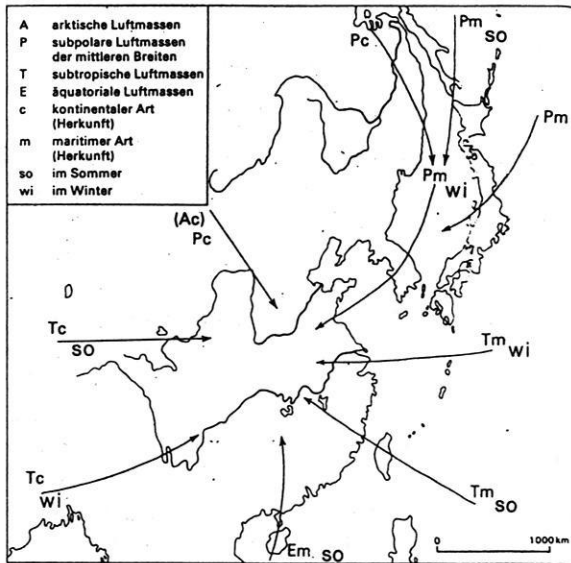 A arktische Luftmassen
P subpolare Luftmassen
der mittleren Breiten
T subtropische Luftmassen
E äquatoriale Luftmassen
c kontinentaler Art
(Herkunft)
m maritimer Art
(Herkunft)
so im Sommer
wi im Winter
Pc
Pm
SO
Pm
Pm
Wi
(Ac)
Pc
Tc
SO
Tm
Wi
Tc
Wi
Tm
SO
Em
SO
0 1000 km